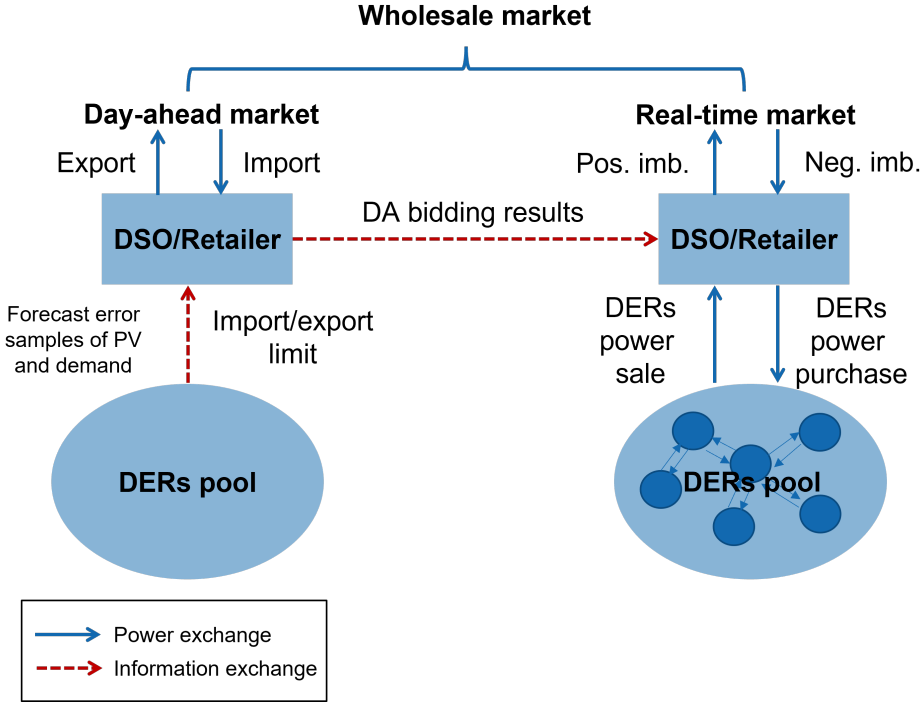 Wholesale market
Day-ahead market
Real-time market
Export
Import
Pos. imb.
Neg. imb.
DSO/Retailer
DA bidding results
DSO/Retailer
Forecast error
samples of PV
and demand
Import/export
limit
DERs
power
sale
DERs
power
purchase
DERs pool
DERs pool
Power exchange
Information exchange